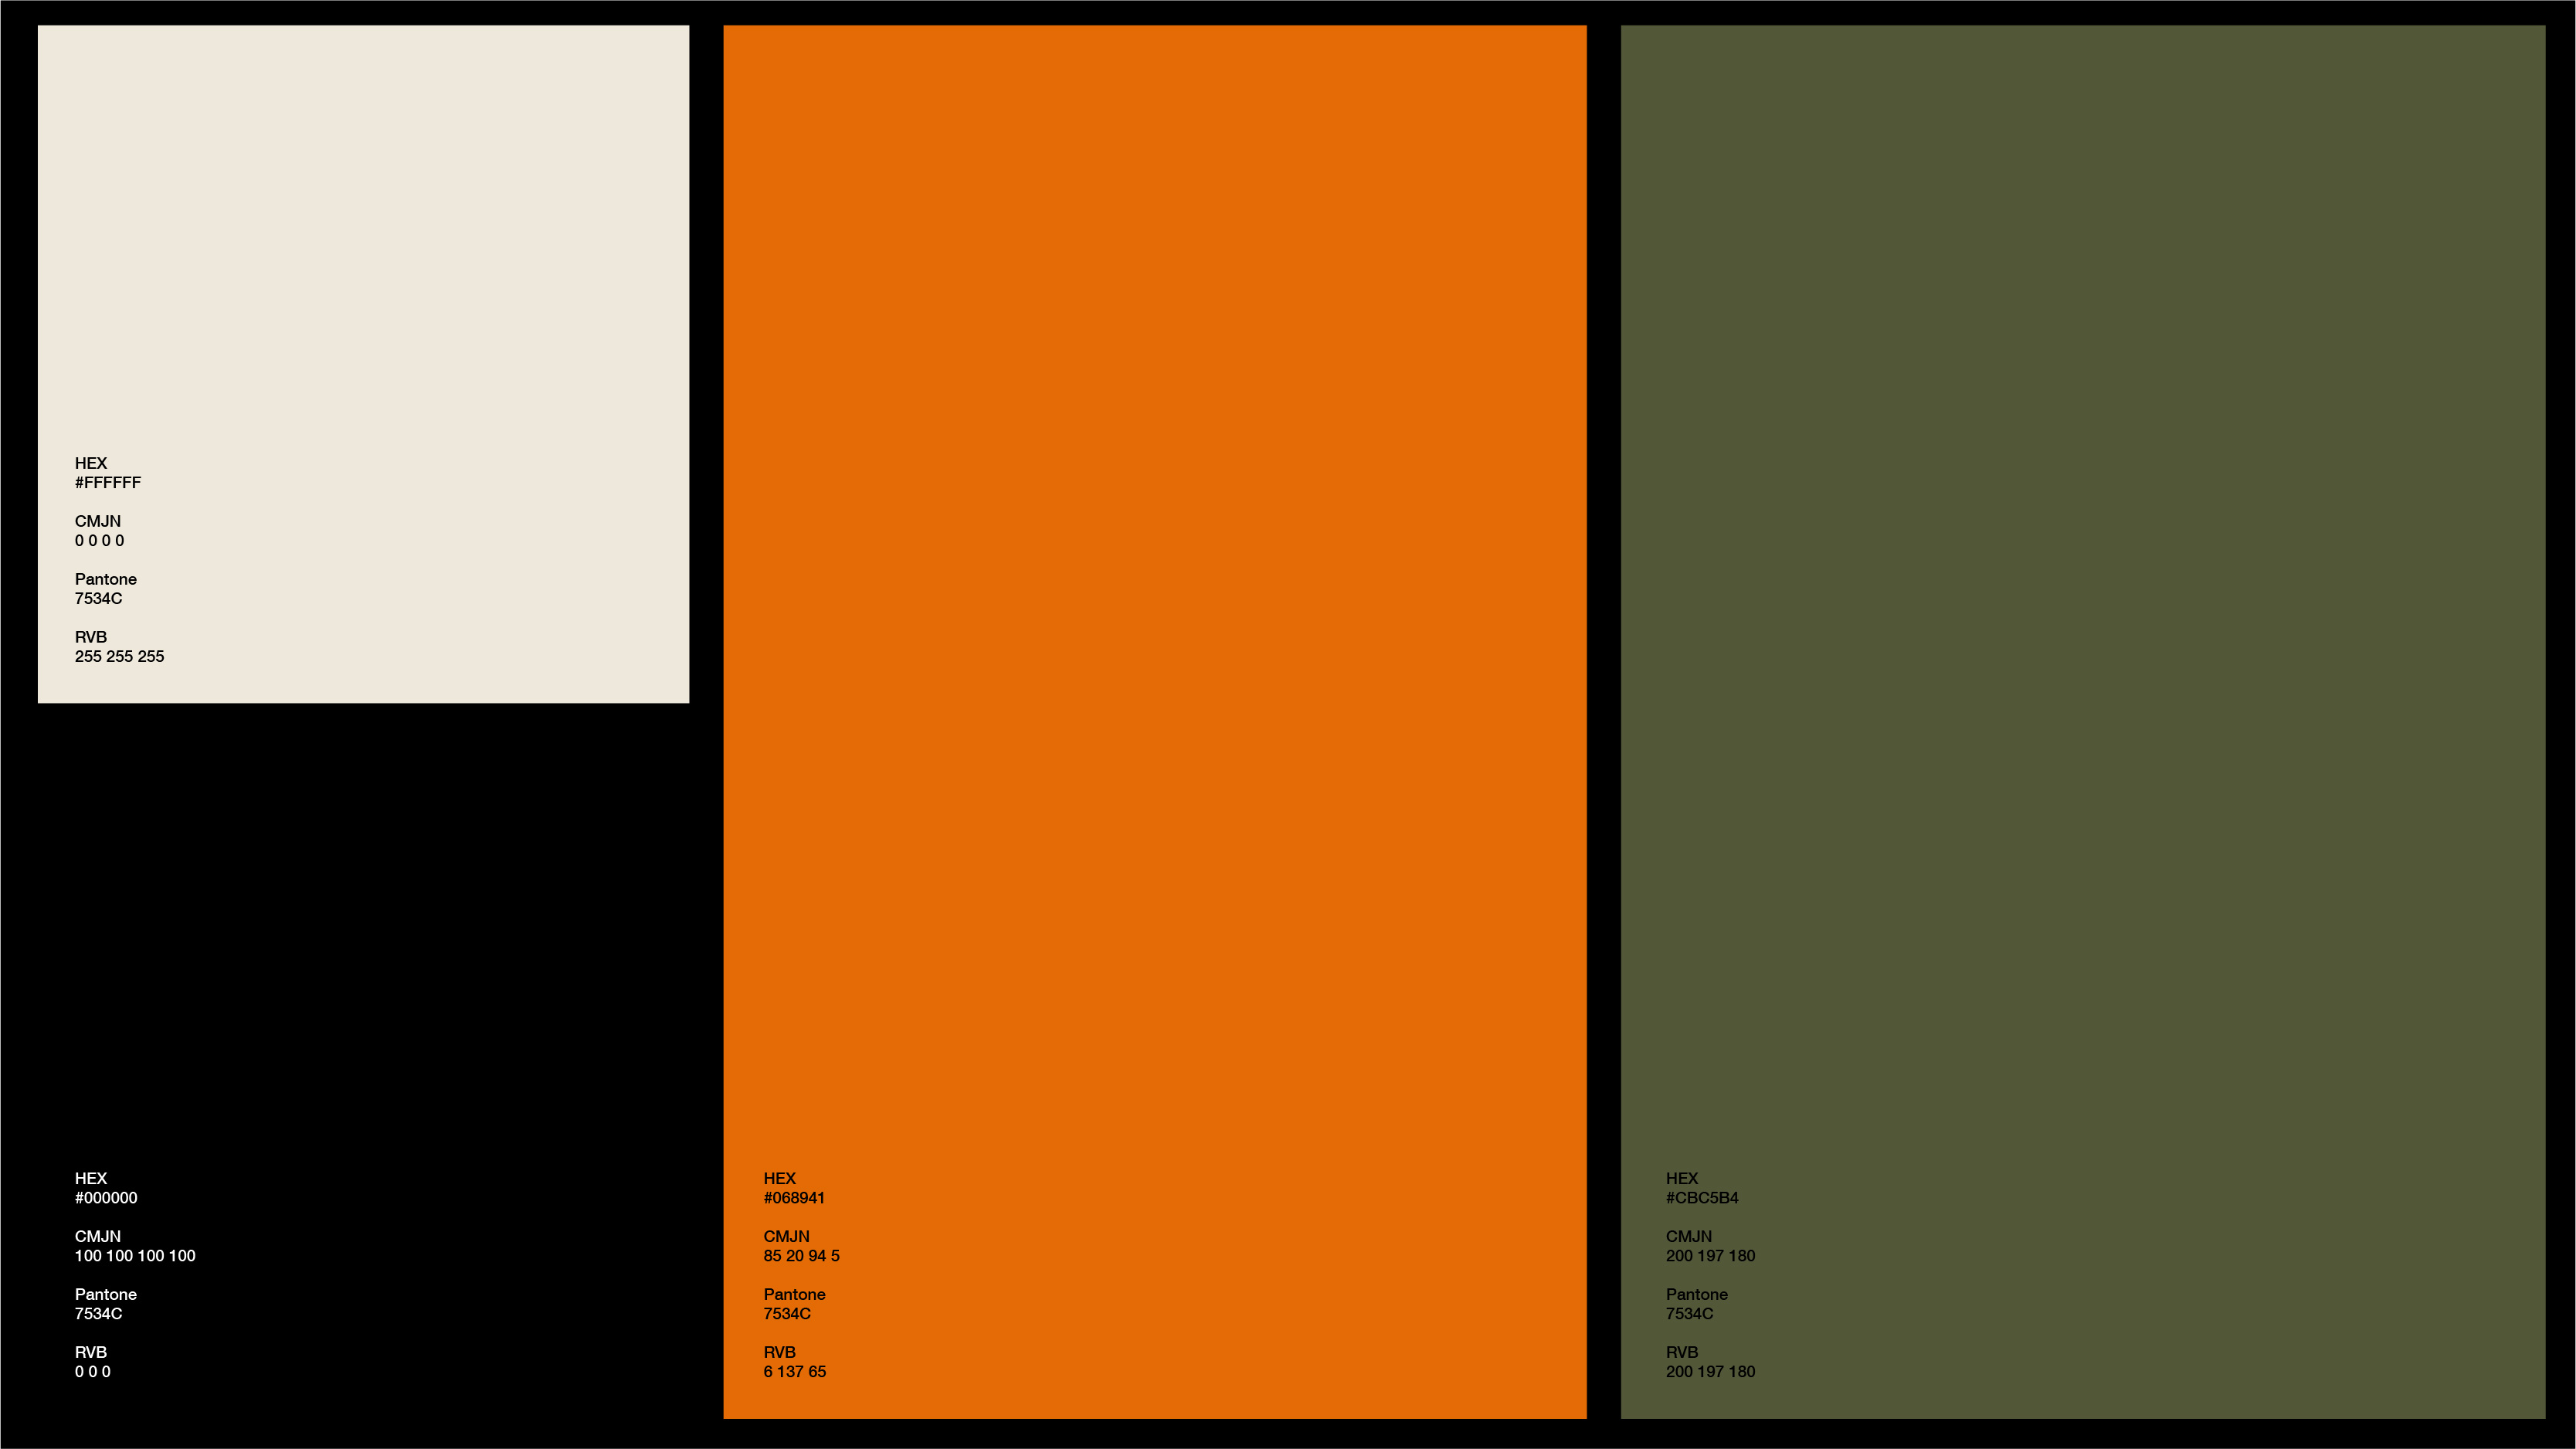 HEX
#FFFFFF
CMJN
0 0 0 0
Pantone
7534C
RVB
255 255 255
HEX
#000000
CMJN
100 100 100 100
Pantone
7534C
RVB
0 0 0
HEX
#068941
CMJN
85 20 94 5
Pantone
7534C
RVB
6 137 65
HEX
#CBC5B4
CMJN
200 197 180
Pantone
7534C
RVB
200 197 180